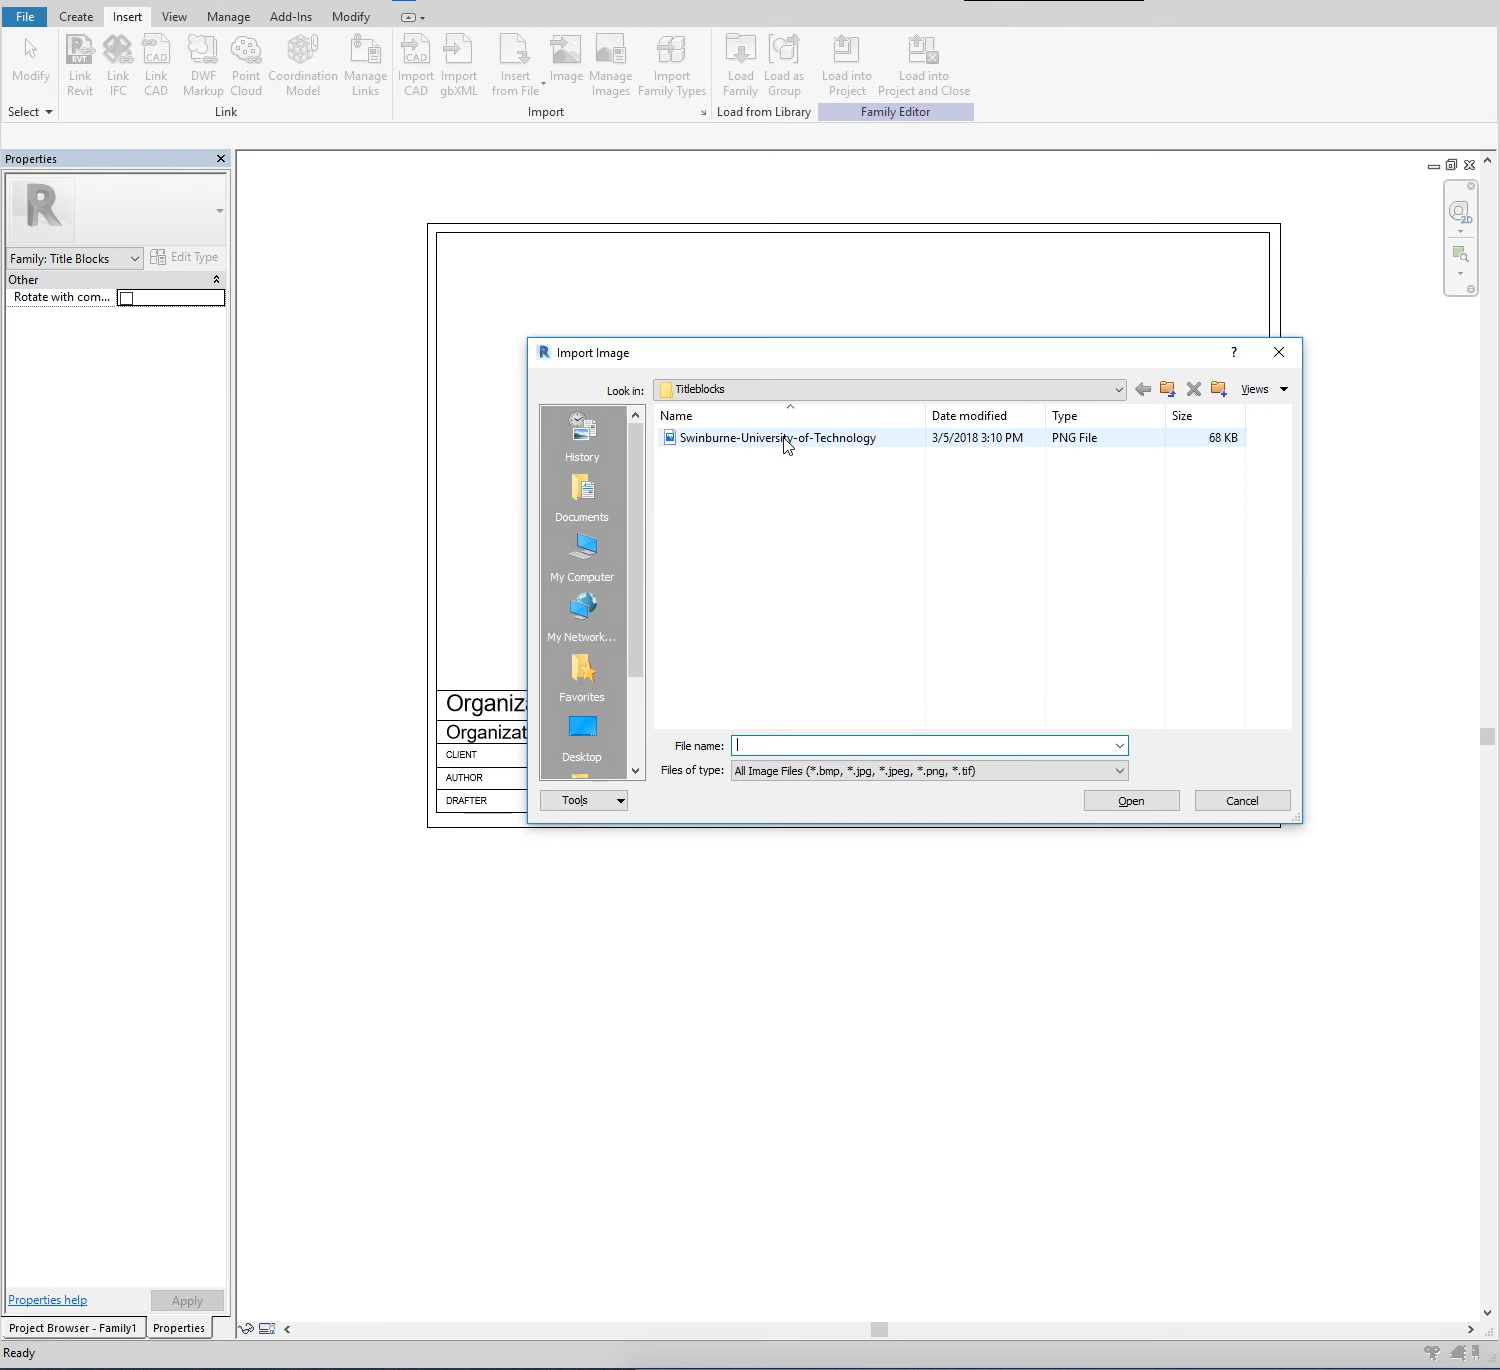 File Create Insert View Manage Add-Ins Modify
Modify
Link Revit
Link IFC
Link CAD
DWF Markup
Point Cloud
Coordination Model
Manage Links
Import CAD
Import gbXML
Insert from File
Image
Manage Images
Import Family Types
Load Family
Load as Group
Load into Project
Load into Project and Close
Select
Link
Import
Load from Library
Family Editor
Properties
R
Family: Title Blocks
Edit Type
Other
Rotate with com...
2D
Import Image
?
Look in:
Titleblocks
Views
Name Date modified Type Size
Swinburne-University-of-Technology 3/5/2018 3:10 PM PNG File 68 KB
History
Documents
My Computer
My Network...
Favorites
Desktop
File name:
Files of type: All Image Files (*.bmp, *.jpg, *.jpeg, *.png, *.tif)
Tools
Open
Cancel
Organiz
Organizat
CLIENT
AUTHOR
DRAFTER
Properties help
Apply
Project Browser - Family1
Properties
Ready